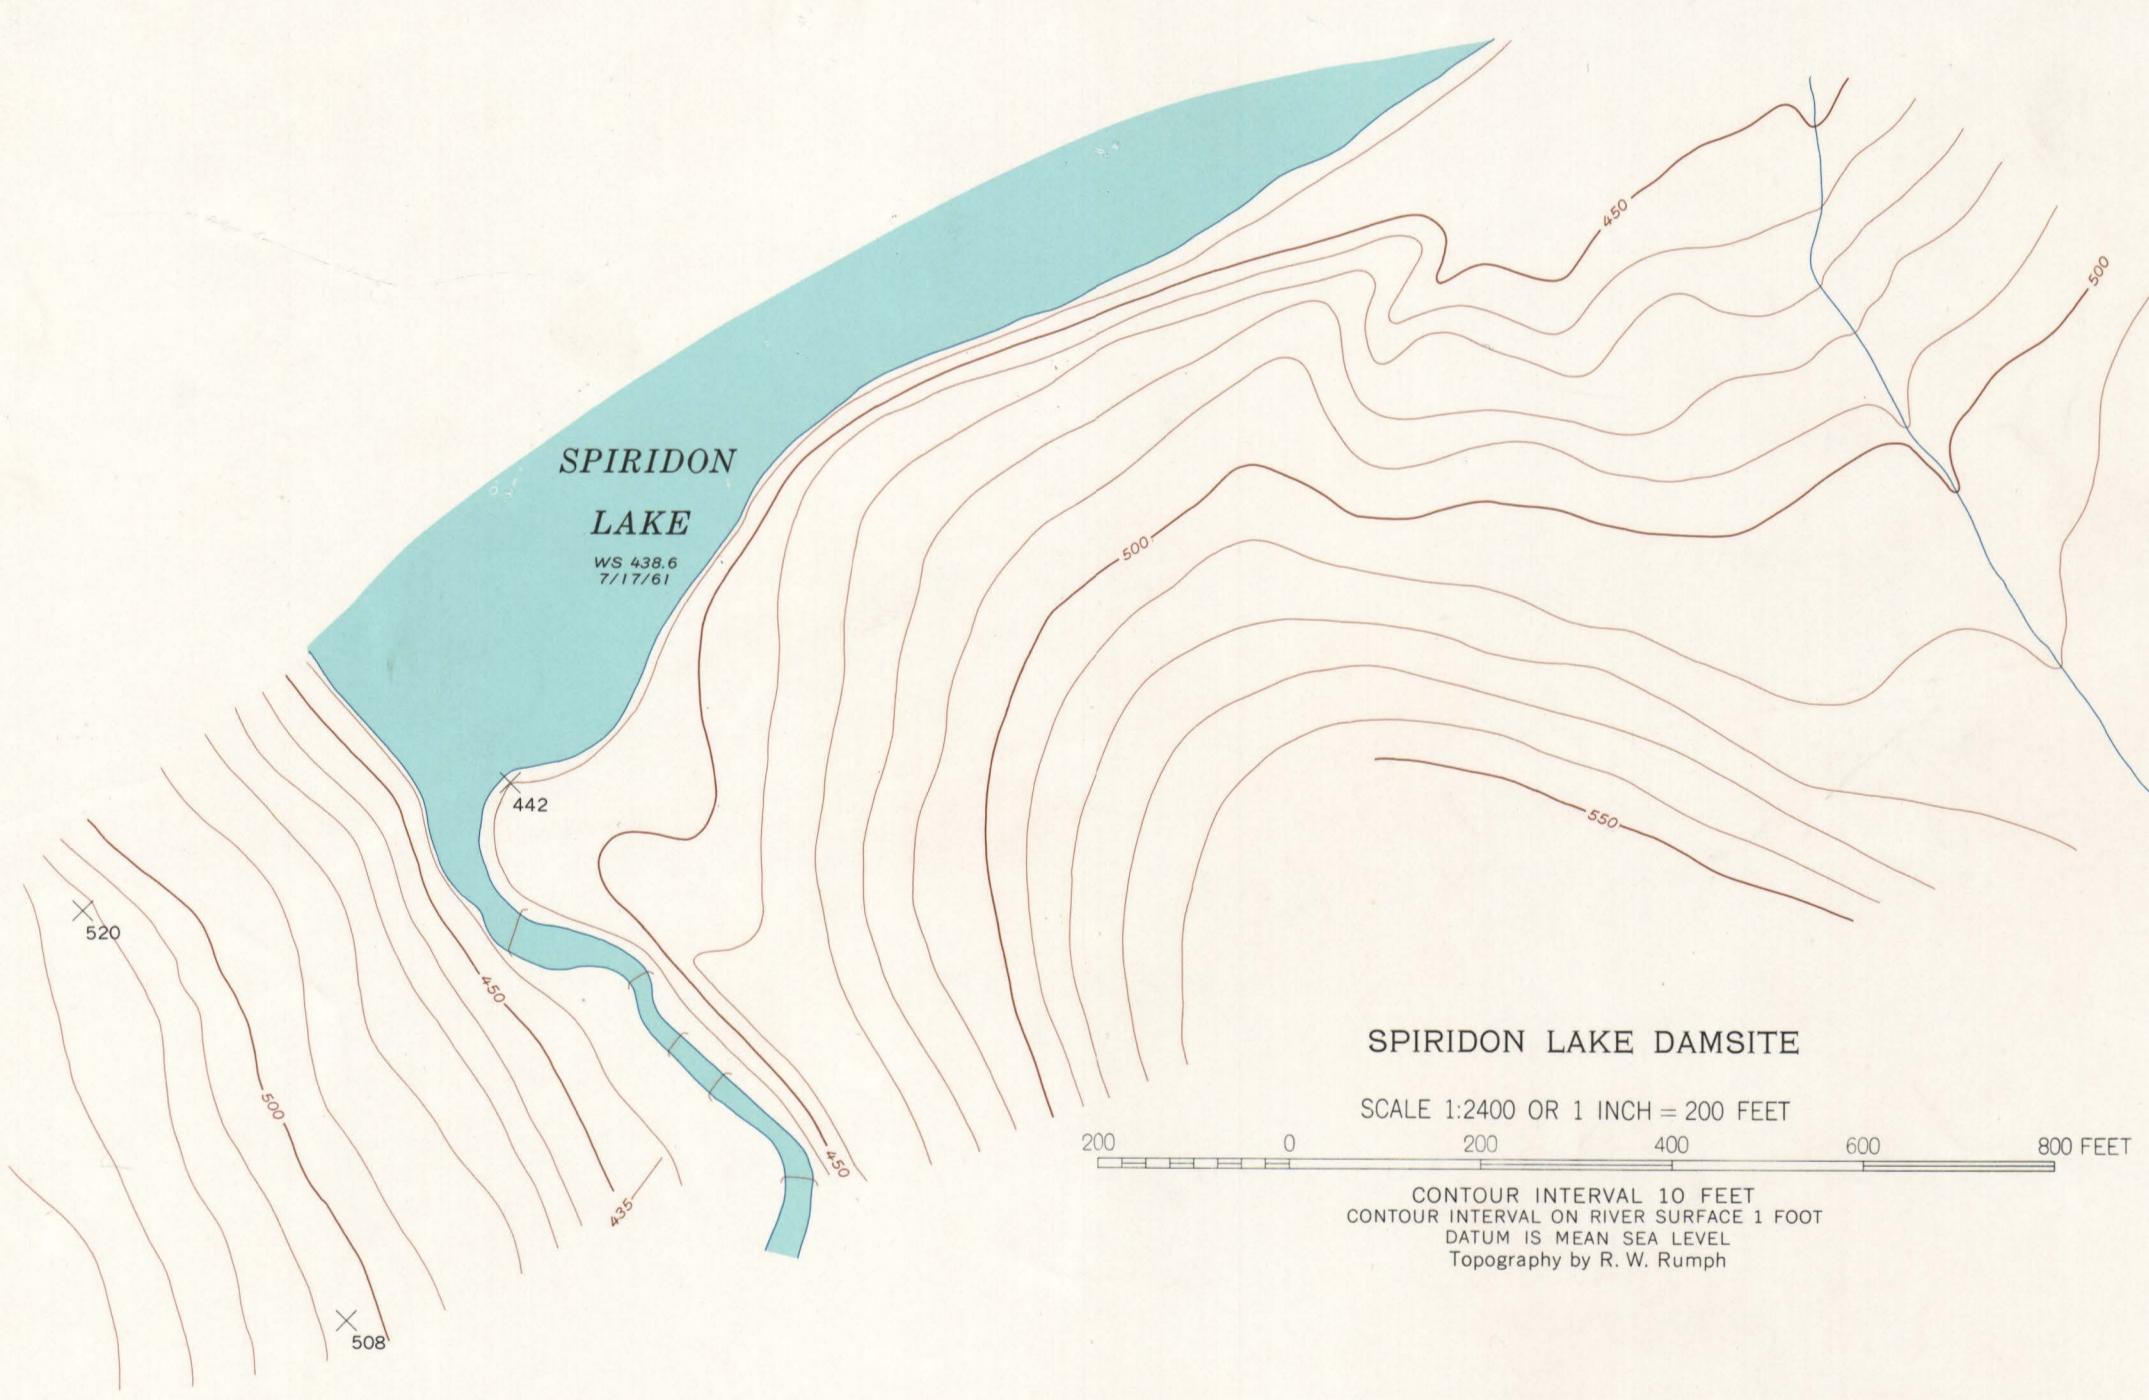 450
500
SPIRIDON
LAKE
WS 438.6
7/17/61
500
442
550
520
450
500
450
435
508
SPIRIDON LAKE DAMSITE
SCALE 1:2400 OR 1 INCH = 200 FEET
200 0 200 400 600 800 FEET
CONTOUR INTERVAL 10 FEET
CONTOUR INTERVAL ON RIVER SURFACE 1 FOOT
DATUM IS MEAN SEA LEVEL
Topography by R. W. Rumph